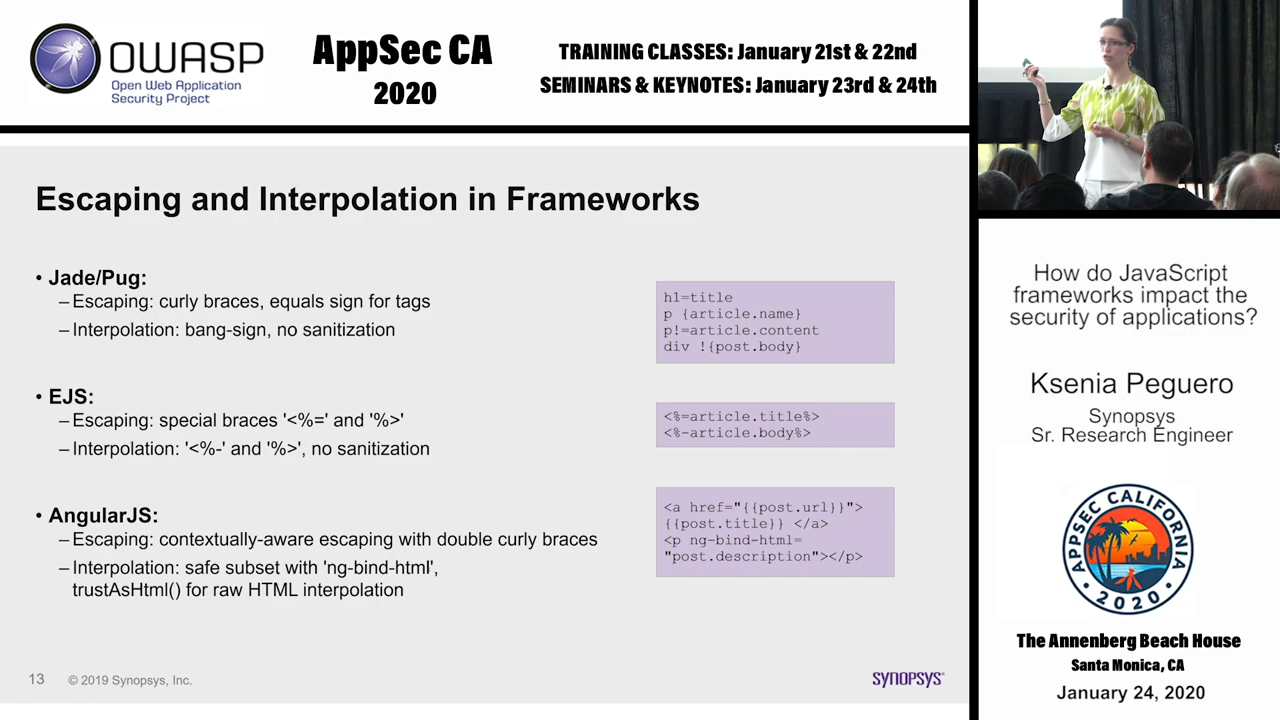 OWASP
Open Web Application
Security Project
AppSec CA
2020
TRAINING CLASSES: January 21st & 22nd
SEMINARS & KEYNOTES: January 23rd & 24th
Escaping and Interpolation in Frameworks
• Jade/Pug:
– Escaping: curly braces, equals sign for tags
– Interpolation: bang-sign, no sanitization
h1=title
p {article.name}
p!=article.content
div !{post.body}
• EJS:
– Escaping: special braces '<%=' and '%>'
– Interpolation: '<%-' and '%>', no sanitization
<%=article.title%>
<%-article.body%>
• AngularJS:
– Escaping: contextually-aware escaping with double curly braces
– Interpolation: safe subset with 'ng-bind-html',
trustAsHtml() for raw HTML interpolation
<a href="{{post.url}}">
{{post.title}} </a>
<p ng-bind-html=
"post.description"></p>
13 © 2019 Synopsys, Inc.
SYNOPSYS®
How do JavaScript
frameworks impact the
security of applications?
Ksenia Peguero
Synopsys
Sr. Research Engineer
APPSEC CALIFORNIA
• 2020 •
The Annenberg Beach House
Santa Monica, CA
January 24, 2020